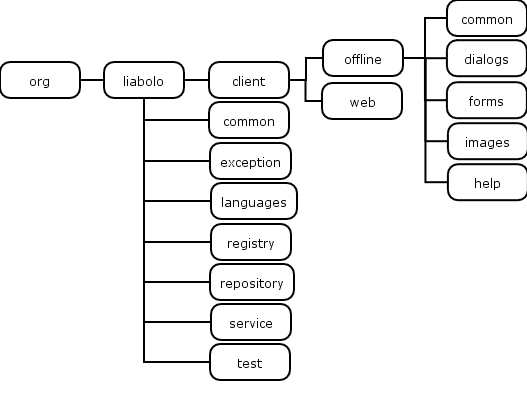 org
liabolo
client
offline
common
dialogs
forms
images
help
web
common
exception
languages
registry
repository
service
test